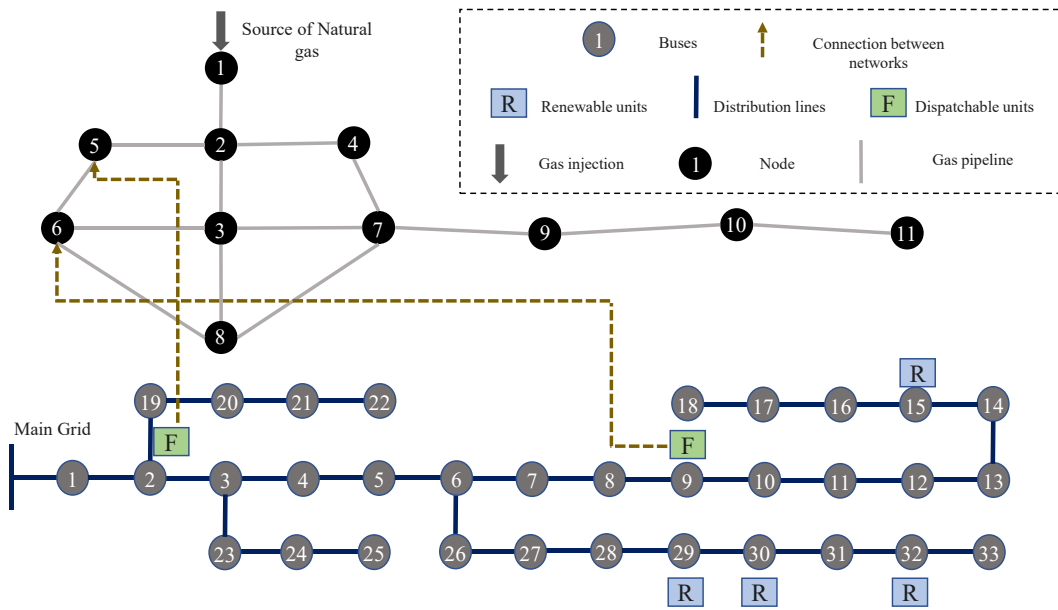 Source of Natural
gas
1
2
3
4
5
6
7
8
9
10
11
1
Buses
Connection between
networks
R
Renewable units
Distribution lines
F
Dispatchable units
Gas injection
1
Node
Gas pipeline
Main Grid
19
20
21
22
F
1
2
3
4
5
6
7
8
9
10
11
12
13
F
18
17
16
15
14
R
23
24
25
26
27
28
29
30
31
32
33
R
R
R